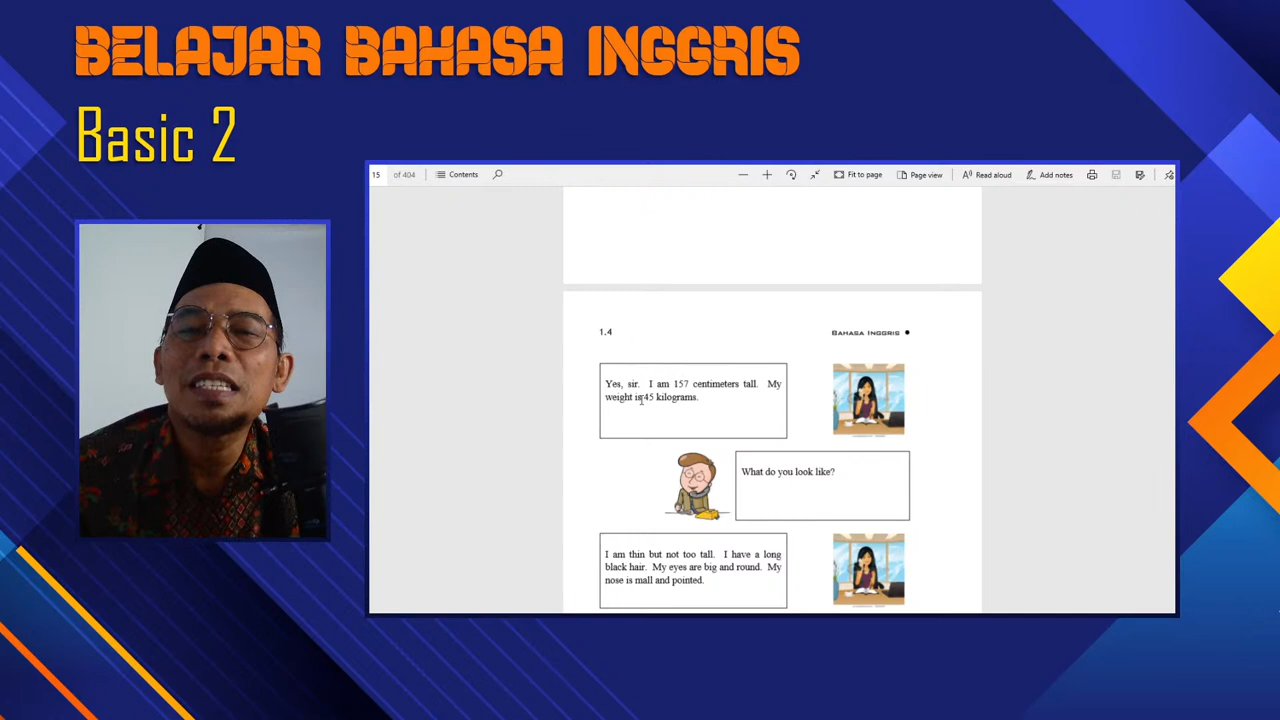 BELAJAR BAHASA INGGRIS
Basic 2
15 of 404 Contents Fit to page Page view Read aloud Add notes
1.4 BAHASA INGGRIS
Yes, sir. I am 157 centimeters tall. My
weight is 45 kilograms.
What do you look like?
I am thin but not too tall. I have a long
black hair. My eyes are big and round. My
nose is mall and pointed.